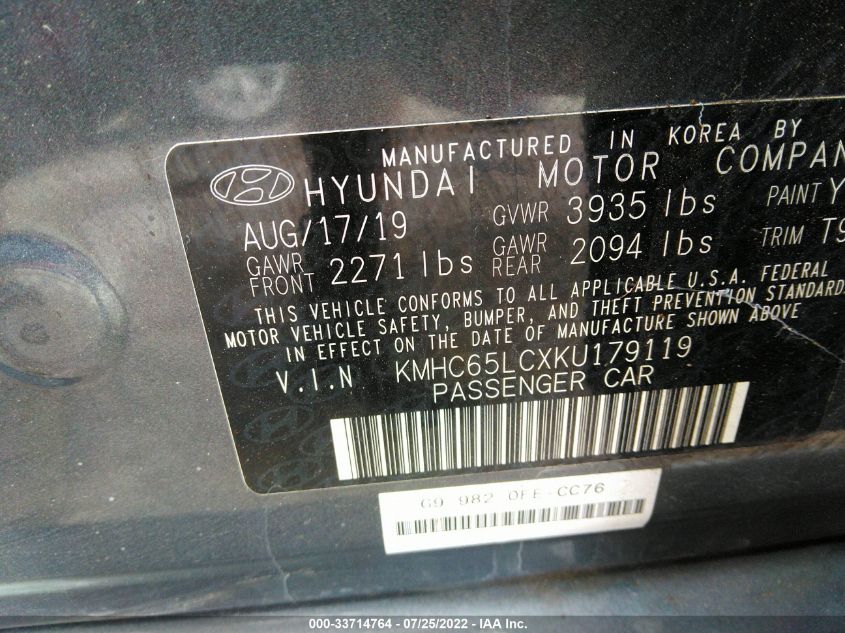 MANUFACTURED IN KOREA BY
HYUNDAI MOTOR COMPAN
AUG/17/19 GVWR 3935 lbs PAINT Y
GAWR FRONT 2271 lbs GAWR REAR 2094 lbs TRIM T9
THIS VEHICLE CONFORMS TO ALL APPLICABLE U.S.A. FEDERAL
MOTOR VEHICLE SAFETY, BUMPER, AND THEFT PREVENTION STANDARDS
IN EFFECT ON THE DATE OF MANUFACTURE SHOWN ABOVE
V.I.N KMHC65LCXKU179119
PASSENGER CAR
G9 982 0FE-CC76
000-33714764 - 07/25/2022 - IAA Inc.